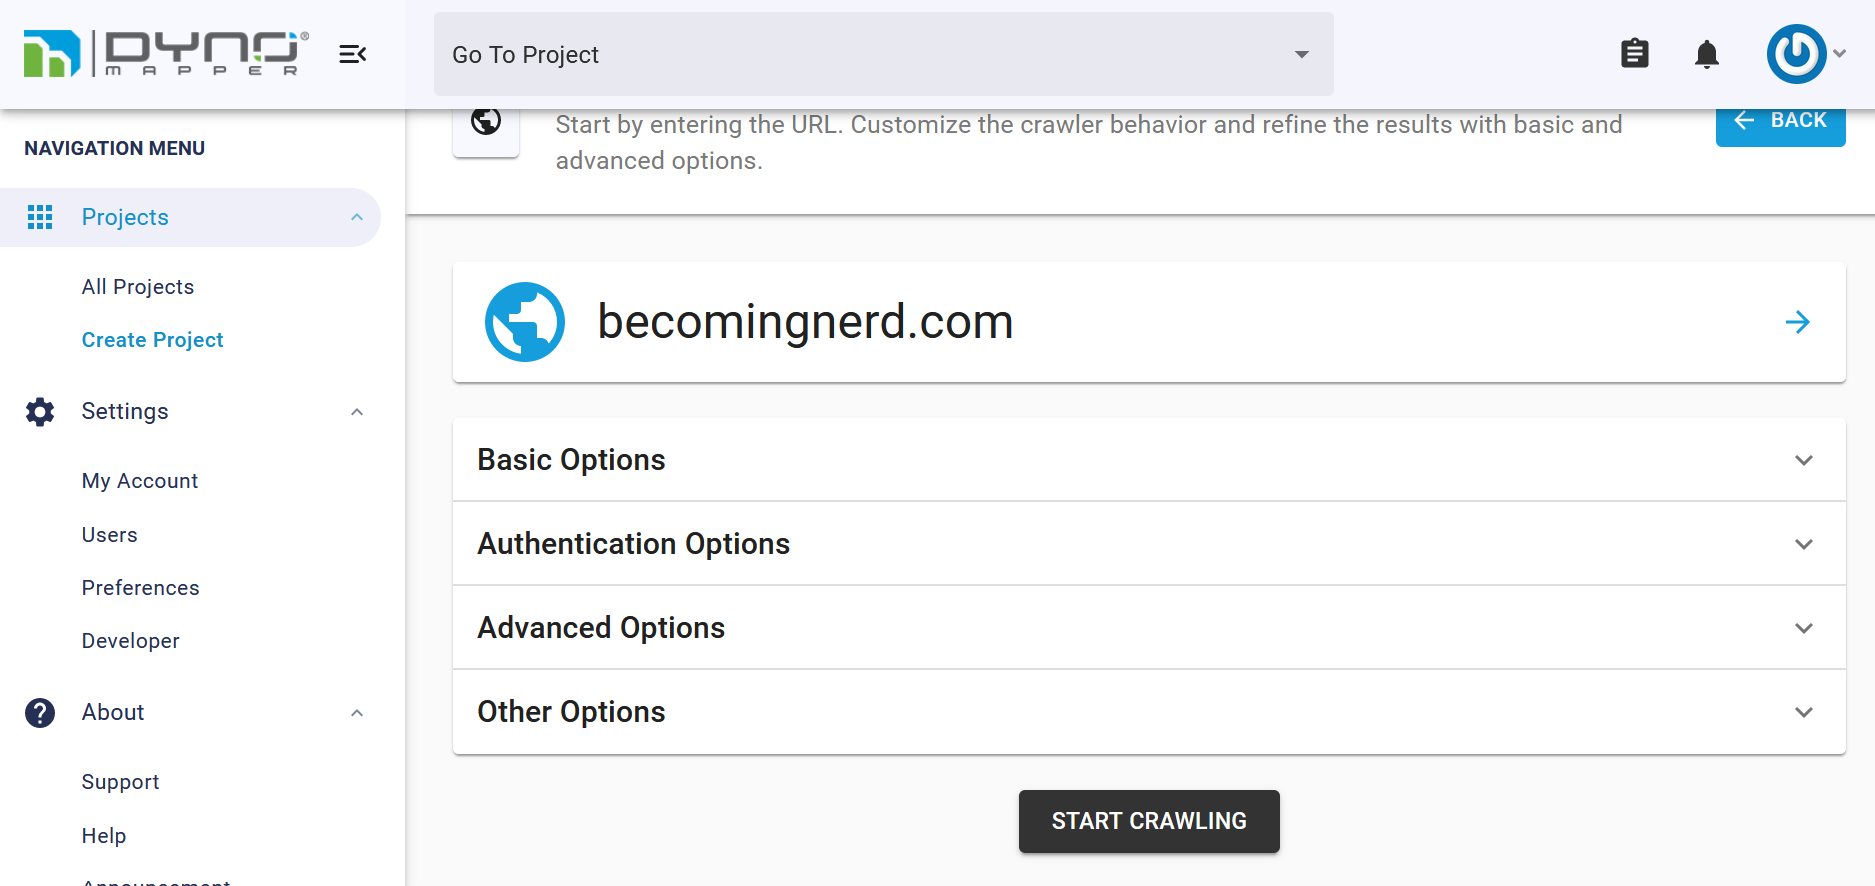 DYNO®
MAPPER
Go To Project
NAVIGATION MENU
Projects
All Projects
Create Project
Settings
My Account
Users
Preferences
Developer
About
Support
Help
Announcement
Start by entering the URL. Customize the crawler behavior and refine the results with basic and
advanced options.
BACK
becomingnerd.com
Basic Options
Authentication Options
Advanced Options
Other Options
START CRAWLING